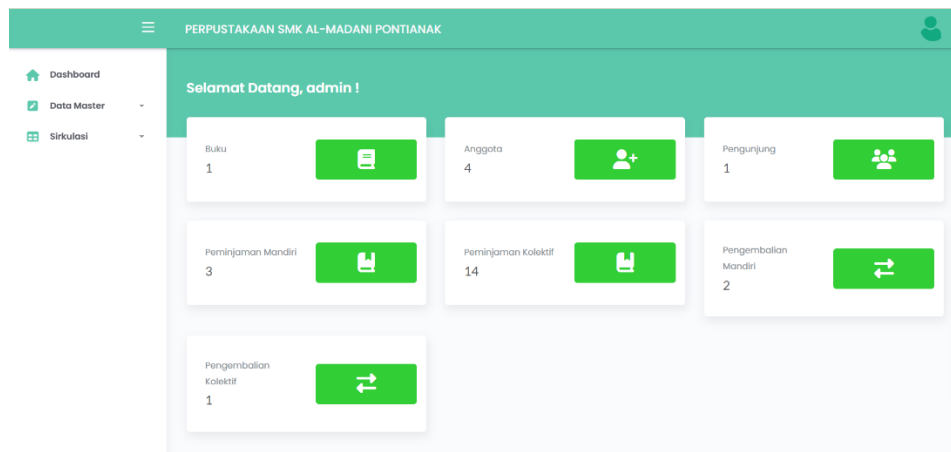 PERPUSTAKAAN SMK AL-MADANI PONTIANAK
Dashboard
Data Master
Sirkulasi
Selamat Datang, admin !
Buku
1
Anggota
4
Pengunjung
1
Peminjaman Mandiri
3
Peminjaman Kolektif
14
Pengembalian
Mandiri
2
Pengembalian
Kolektif
1